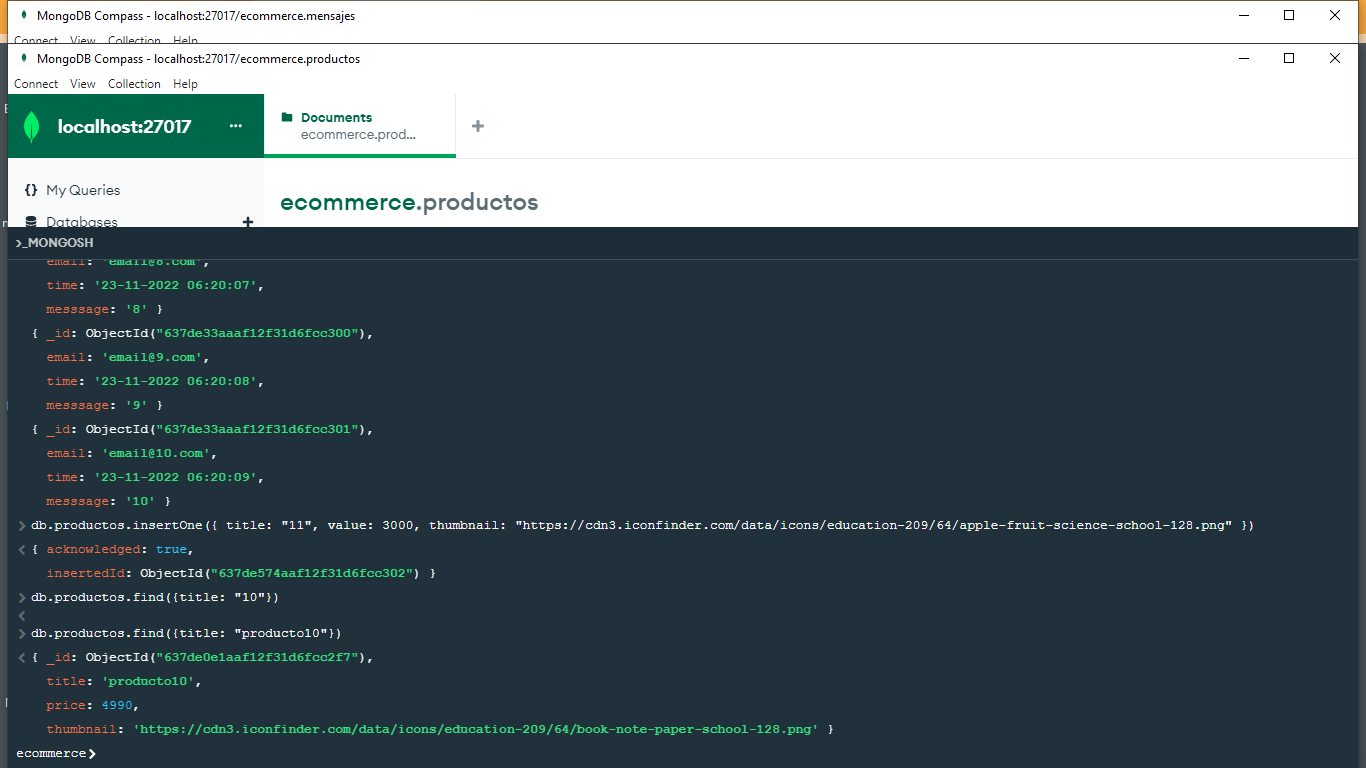 MongoDB Compass - localhost:27017/ecommerce.mensajes
Connect View Collection Help
MongoDB Compass - localhost:27017/ecommerce.productos
Connect View Collection Help
localhost:27017 ...
Documents
ecommerce.prod...
+
{} My Queries
Databases +
ecommerce.productos
>_MONGOSH
email: 'email@8.com',
time: '23-11-2022 06:20:07',
messsage: '8' }
{ _id: ObjectId("637de33aaaf12f31d6fcc300"),
email: 'email@9.com',
time: '23-11-2022 06:20:08',
messsage: '9' }
{ _id: ObjectId("637de33aaaf12f31d6fcc301"),
email: 'email@10.com',
time: '23-11-2022 06:20:09',
messsage: '10' }
> db.productos.insertOne({ title: "11", value: 3000, thumbnail: "https://cdn3.iconfinder.com/data/icons/education-209/64/apple-fruit-science-school-128.png" })
< { acknowledged: true,
insertedId: ObjectId("637de574aaf12f31d6fcc302") }
> db.productos.find({title: "10"})
<
> db.productos.find({title: "producto10"})
< { _id: ObjectId("637de0e1aaf12f31d6fcc2f7"),
title: 'producto10',
price: 4990,
thumbnail: 'https://cdn3.iconfinder.com/data/icons/education-209/64/book-note-paper-school-128.png' }
ecommerce>